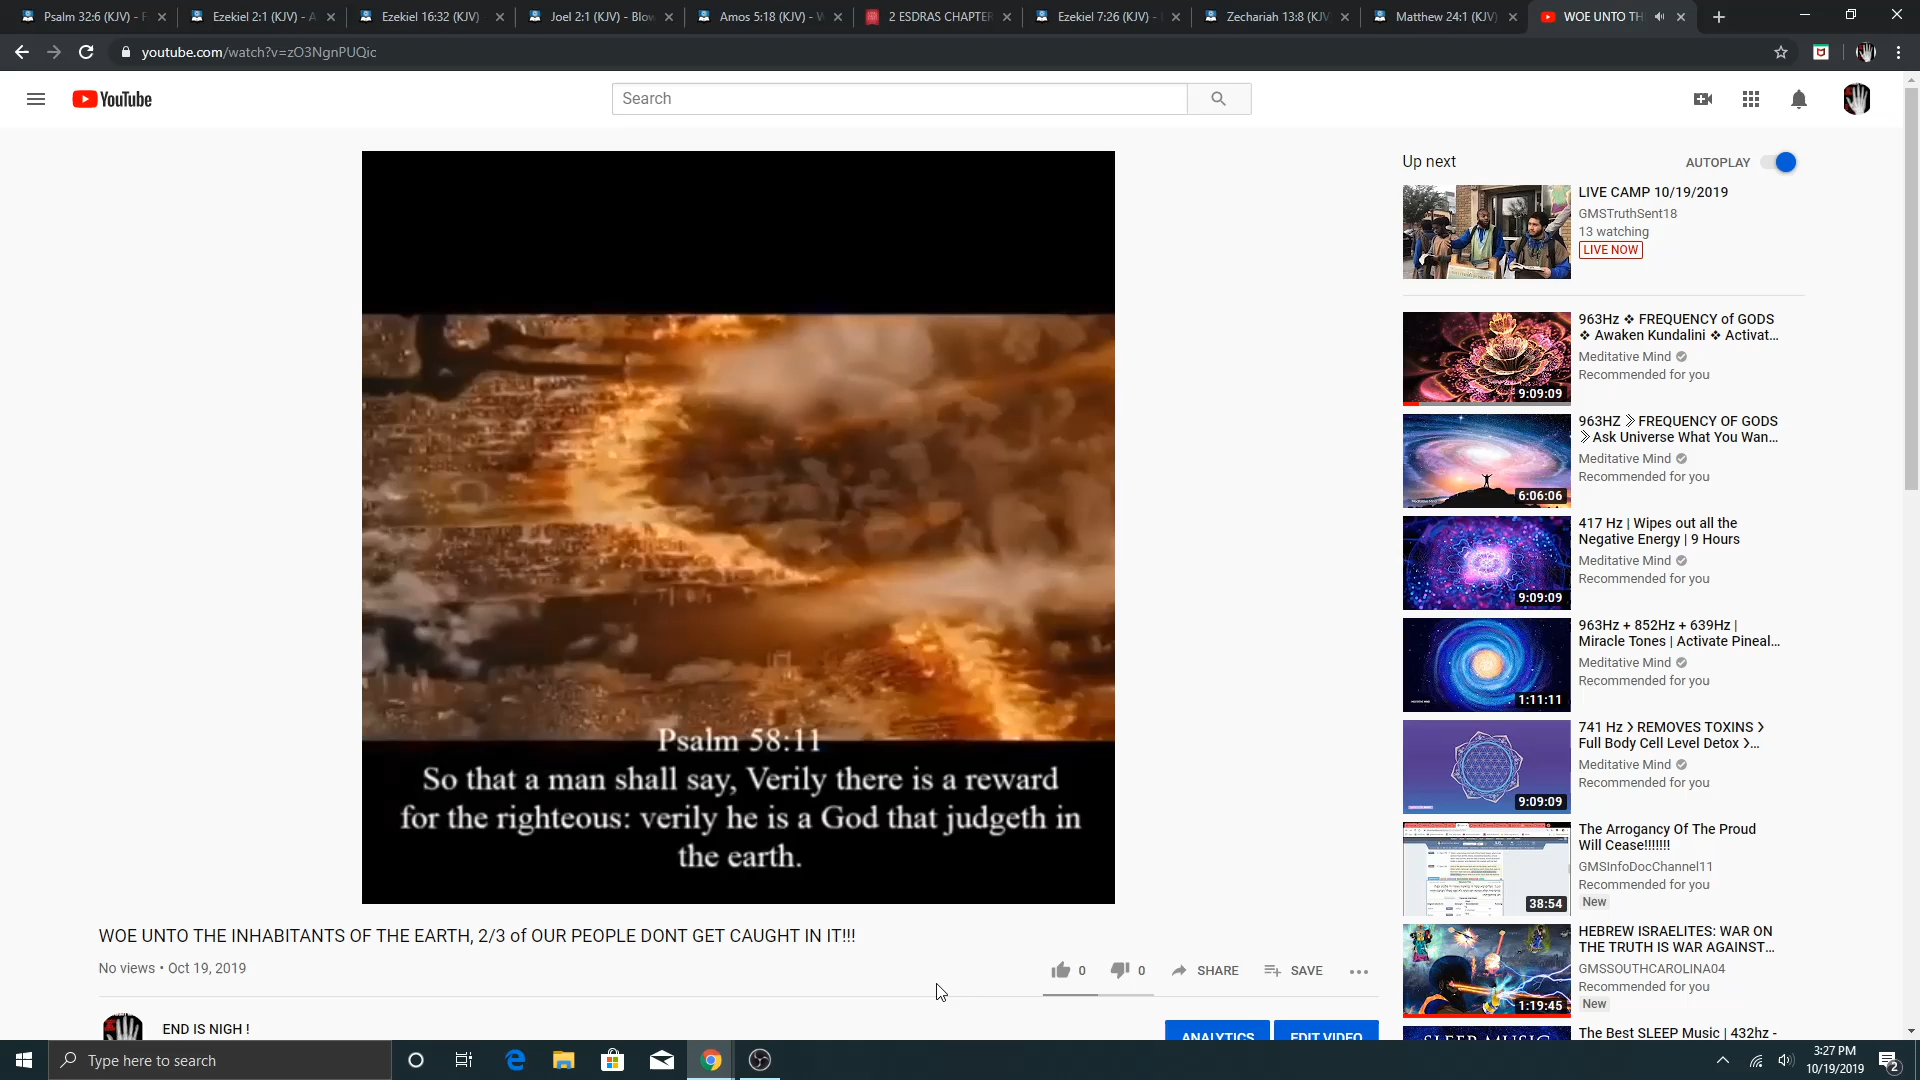 Psalm 32:6 (KJV) - F
Ezekiel 2:1 (KJV) - A
Ezekiel 16:32 (KJV)
Joel 2:1 (KJV) - Blow
Amos 5:18 (KJV) - W
2 ESDRAS CHAPTER
Ezekiel 7:26 (KJV) -
Zechariah 13:8 (KJV
Matthew 24:1 (KJV)
WOE UNTO TH
youtube.com/watch?v=zO3NgnPUQic
YouTube
Search
Up next
AUTOPLAY
LIVE CAMP 10/19/2019
GMSTruthSent18
13 watching
LIVE NOW
963Hz ❖ FREQUENCY of GODS
❖ Awaken Kundalini ❖ Activat...
Meditative Mind
Recommended for you
9:09:09
963HZ ⨠ FREQUENCY OF GODS
⨠ Ask Universe What You Wan...
Meditative Mind
Recommended for you
6:06:06
417 Hz | Wipes out all the
Negative Energy | 9 Hours
Meditative Mind
Recommended for you
9:09:09
963Hz + 852Hz + 639Hz |
Miracle Tones | Activate Pineal...
Meditative Mind
Recommended for you
1:11:11
741 Hz ❯ REMOVES TOXINS ❯
Full Body Cell Level Detox ❯...
Meditative Mind
Recommended for you
9:09:09
The Arrogancy Of The Proud
Will Cease!!!!!!!
GMSInfoDocChannel11
Recommended for you
New
38:54
HEBREW ISRAELITES: WAR ON
THE TRUTH IS WAR AGAINST...
GMSSOUTHCAROLINA04
Recommended for you
New
1:19:45
The Best SLEEP Music | 432hz -
SLEEP MUSIC
Psalm 58:11
So that a man shall say, Verily there is a reward
for the righteous: verily he is a God that judgeth in
the earth.
WOE UNTO THE INHABITANTS OF THE EARTH, 2/3 of OUR PEOPLE DONT GET CAUGHT IN IT!!!
No views • Oct 19, 2019
0
0
SHARE
SAVE
END IS NIGH !
ANALYTICS
EDIT VIDEO
Type here to search
3:27 PM
10/19/2019
2